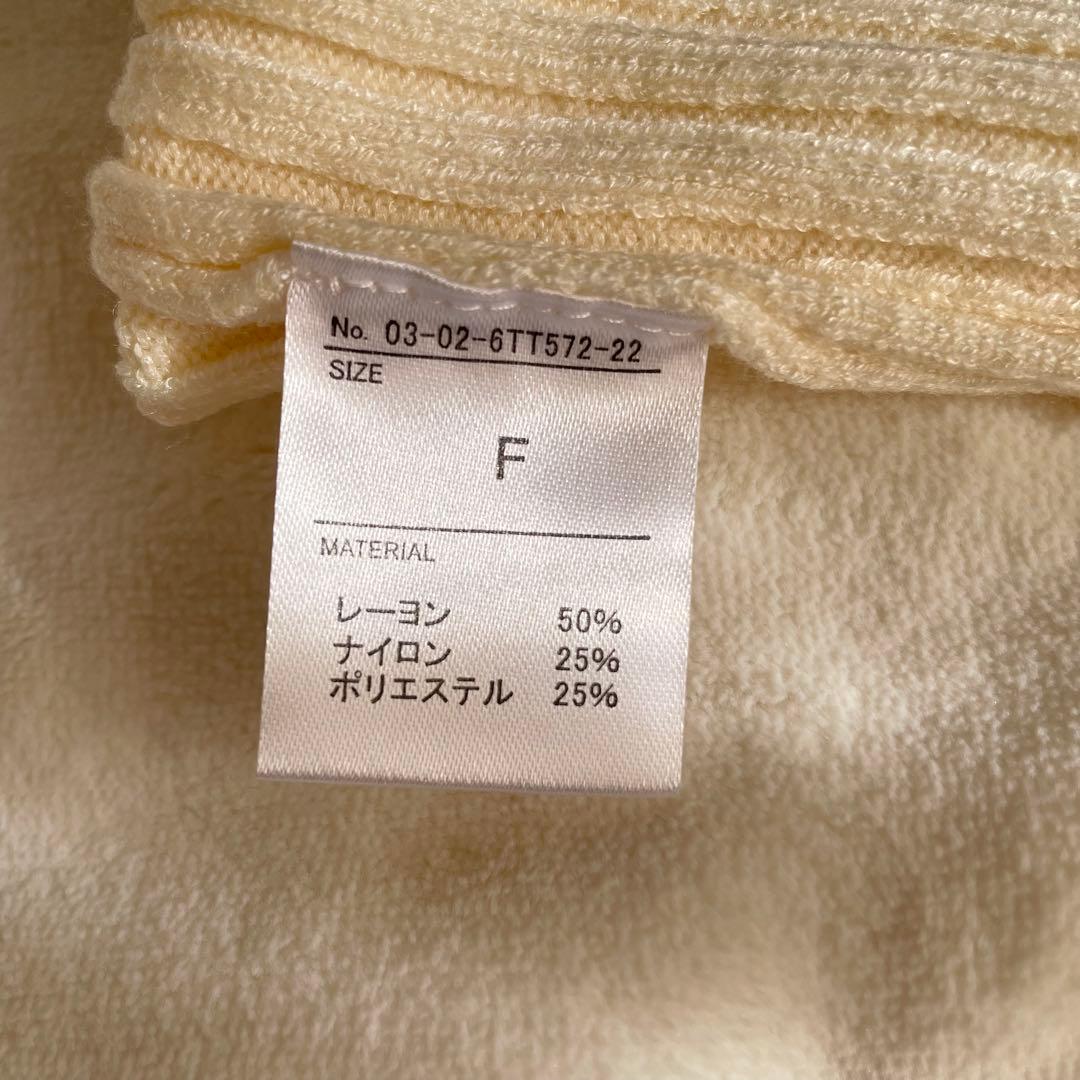 No. 03-02-6TT572-22
SIZE
F
MATERIAL
レーヨン 50%
ナイロン 25%
ポリエステル 25%